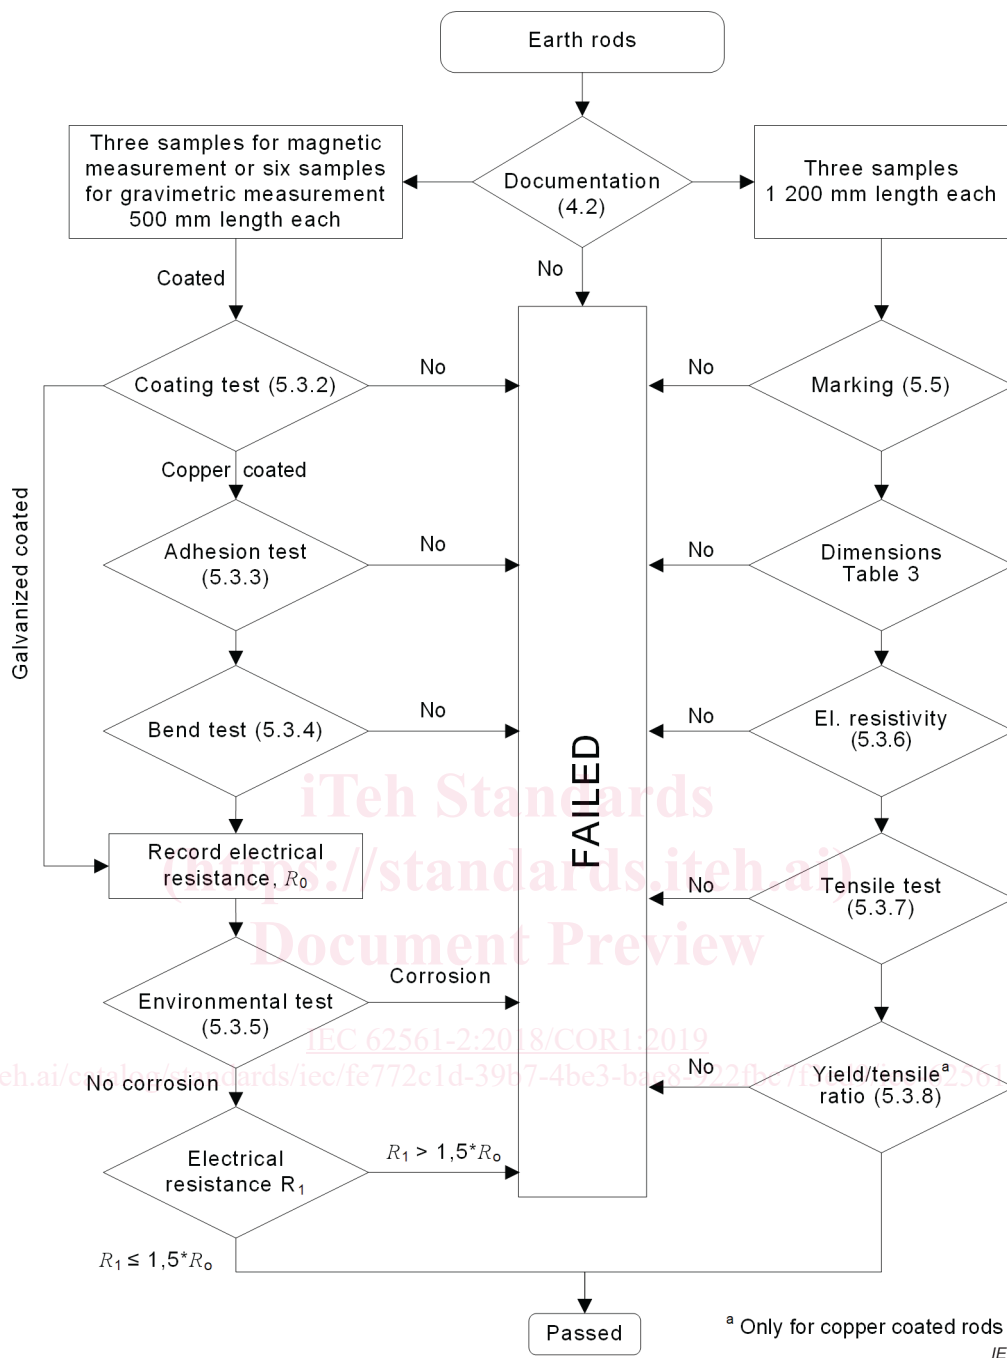 Earth rods
Three samples for magnetic
measurement or six samples
for gravimetric measurement
500 mm length each
Documentation
(4.2)
Three samples
1 200 mm length each
Coated
No
Coating test (5.3.2)
No
No
Marking (5.5)
Copper coated
Galvanized coated
Adhesion test
(5.3.3)
No
No
Dimensions
Table 3
Bend test (5.3.4)
No
No
El. resistivity
(5.3.6)
FAILED
iTeh Standards
(https://standards.iteh.ai)
Document Preview
Record electrical
resistance, R₀
No
Tensile test
(5.3.7)
Environmental test
(5.3.5)
Corrosion
IEC 62561-2:2018/COR1:2019
No corrosion
No
Yield/tensileᵃ
ratio (5.3.8)
Electrical
resistance R₁
R₁ > 1,5*Rₒ
R₁ ≤ 1,5*Rₒ
Passed
ᵃ Only for copper coated rods